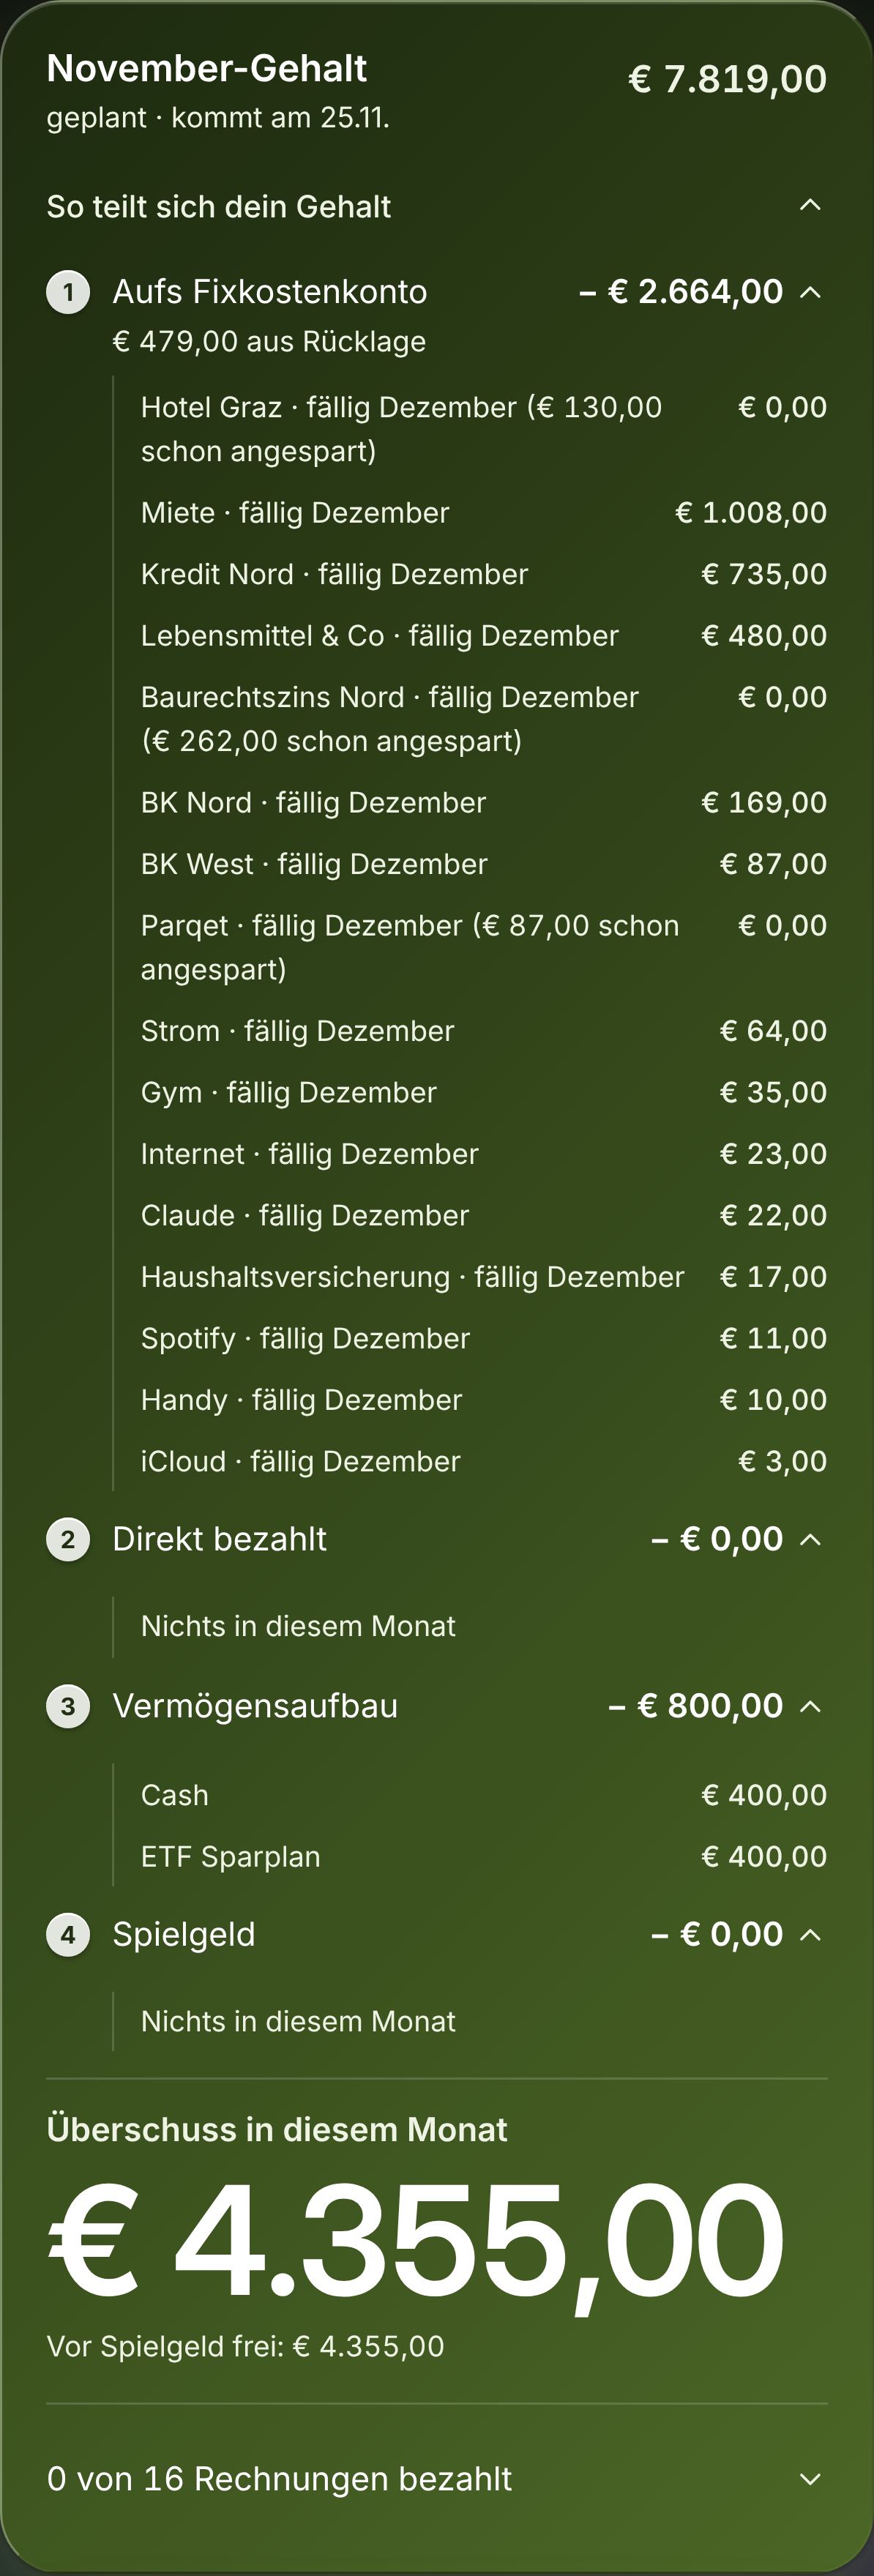 November-Gehalt
€ 7.819,00
geplant · kommt am 25.11.
So teilt sich dein Gehalt
1 Aufs Fixkostenkonto – € 2.664,00
€ 479,00 aus Rücklage
Hotel Graz · fällig Dezember (€ 130,00 € 0,00
schon angespart)
Miete · fällig Dezember € 1.008,00
Kredit Nord · fällig Dezember € 735,00
Lebensmittel & Co · fällig Dezember € 480,00
Baurechtszins Nord · fällig Dezember € 0,00
(€ 262,00 schon angespart)
BK Nord · fällig Dezember € 169,00
BK West · fällig Dezember € 87,00
Parqet · fällig Dezember (€ 87,00 schon € 0,00
angespart)
Strom · fällig Dezember € 64,00
Gym · fällig Dezember € 35,00
Internet · fällig Dezember € 23,00
Claude · fällig Dezember € 22,00
Haushaltsversicherung · fällig Dezember € 17,00
Spotify · fällig Dezember € 11,00
Handy · fällig Dezember € 10,00
iCloud · fällig Dezember € 3,00
2 Direkt bezahlt – € 0,00
Nichts in diesem Monat
3 Vermögensaufbau – € 800,00
Cash € 400,00
ETF Sparplan € 400,00
4 Spielgeld – € 0,00
Nichts in diesem Monat
Überschuss in diesem Monat
€ 4.355,00
Vor Spielgeld frei: € 4.355,00
0 von 16 Rechnungen bezahlt